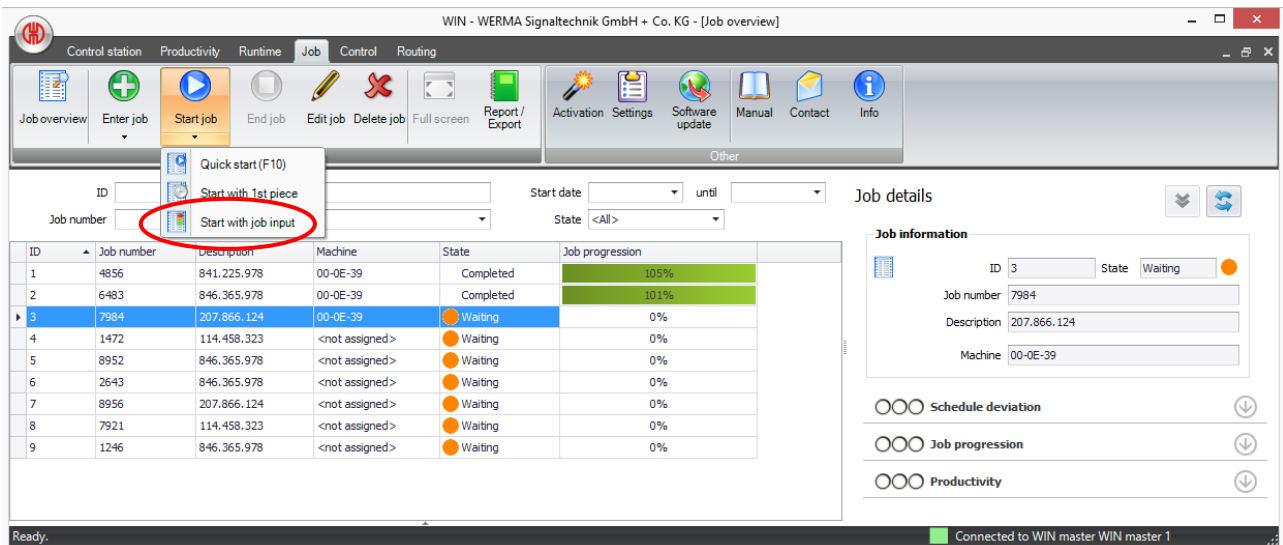 WIN - WERMA Signaltechnik GmbH + Co. KG - [Job overview]
Control station Productivity Runtime Job Control Routing
Job overview Enter job Start job End job Edit job Delete job Full screen Report / Export Activation Settings Software update Manual Contact Info
Other
Quick start (F10)
Start with 1st piece
Start with job input
ID Start date until
Job number State <All>
ID Job number Description Machine State Job progression
1 4856 841.225.978 00-0E-39 Completed 105%
2 6483 846.365.978 00-0E-39 Completed 101%
3 7984 207.866.124 00-0E-39 Waiting 0%
4 1472 114.458.323 <not assigned> Waiting 0%
5 8952 846.365.978 <not assigned> Waiting 0%
6 2643 846.365.978 <not assigned> Waiting 0%
7 8956 207.866.124 <not assigned> Waiting 0%
8 7921 114.458.323 <not assigned> Waiting 0%
9 1246 846.365.978 <not assigned> Waiting 0%
Job details
Job information
ID 3 State Waiting
Job number 7984
Description 207.866.124
Machine 00-0E-39
Schedule deviation
Job progression
Productivity
Ready. Connected to WIN master WIN master 1